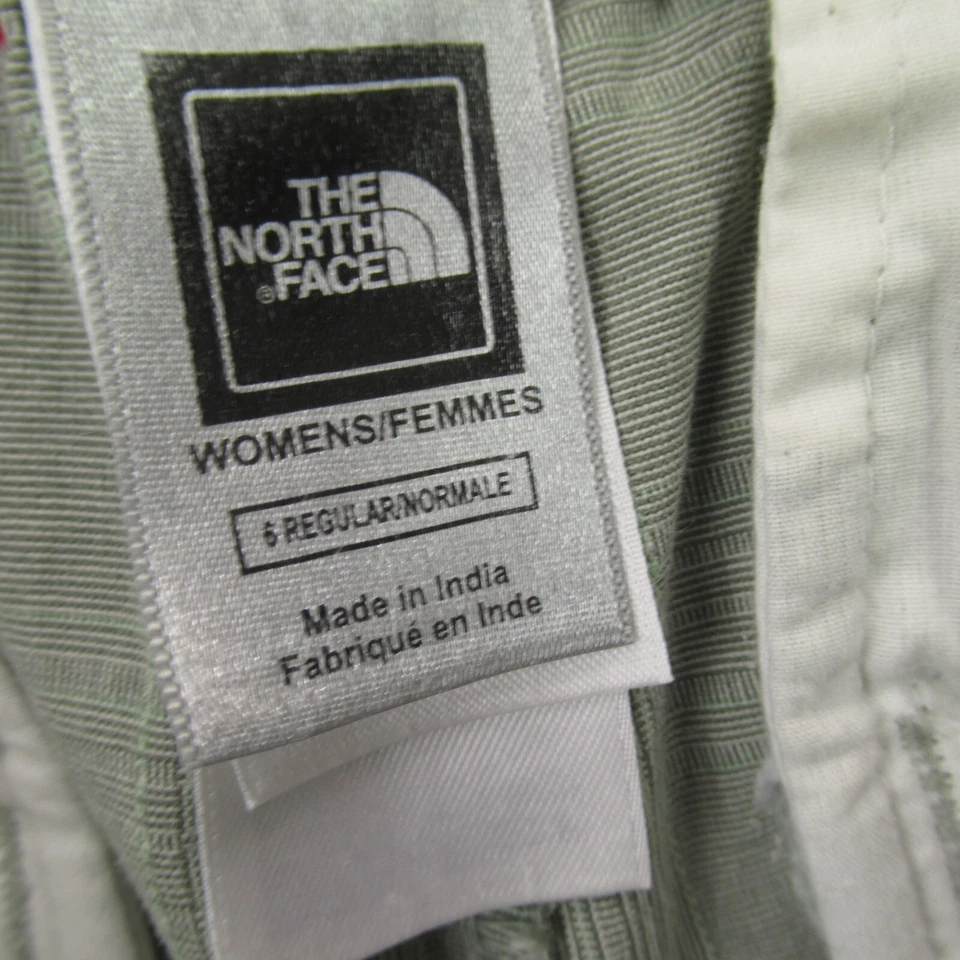 THE
NORTH
®FACE
WOMENS/FEMMES
6 REGULAR/NORMALE
Made in India
Fabriqué en Inde